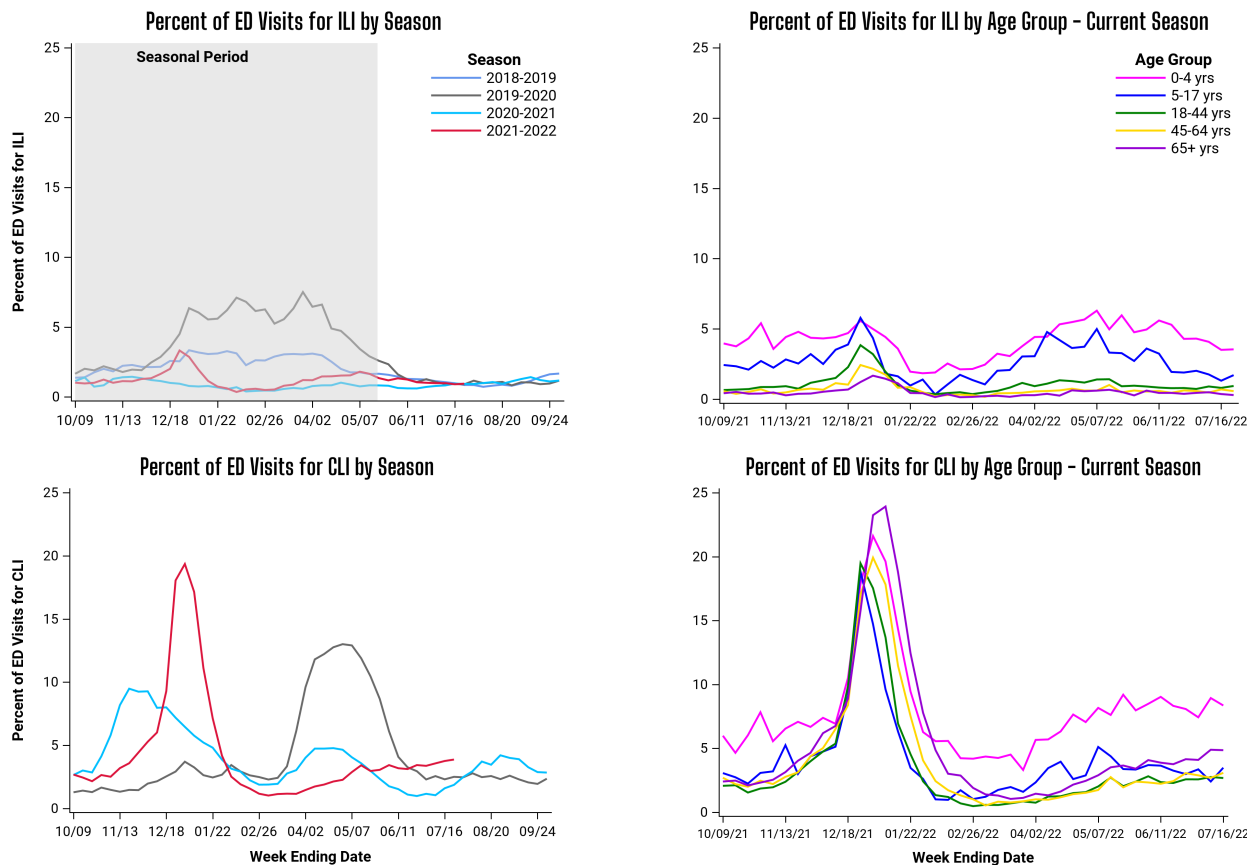 Percent of ED Visits for ILI by Season
Percent of ED Visits for ILI
25
20
15
10
5
0
Seasonal Period
Season
2018-2019
2019-2020
2020-2021
2021-2022
10/09 11/13 12/18 01/22 02/26 04/02 05/07 06/11 07/16 08/20 09/24
Percent of ED Visits for ILI by Age Group - Current Season
25
20
15
10
5
0
Age Group
0-4 yrs
5-17 yrs
18-44 yrs
45-64 yrs
65+ yrs
10/09/21 11/13/21 12/18/21 01/22/22 02/26/22 04/02/22 05/07/22 06/11/22 07/16/22
Percent of ED Visits for CLI by Season
Percent of ED Visits for CLI
25
20
15
10
5
0
10/09 11/13 12/18 01/22 02/26 04/02 05/07 06/11 07/16 08/20 09/24
Week Ending Date
Percent of ED Visits for CLI by Age Group - Current Season
25
20
15
10
5
0
10/09/21 11/13/21 12/18/21 01/22/22 02/26/22 04/02/22 05/07/22 06/11/22 07/16/22
Week Ending Date